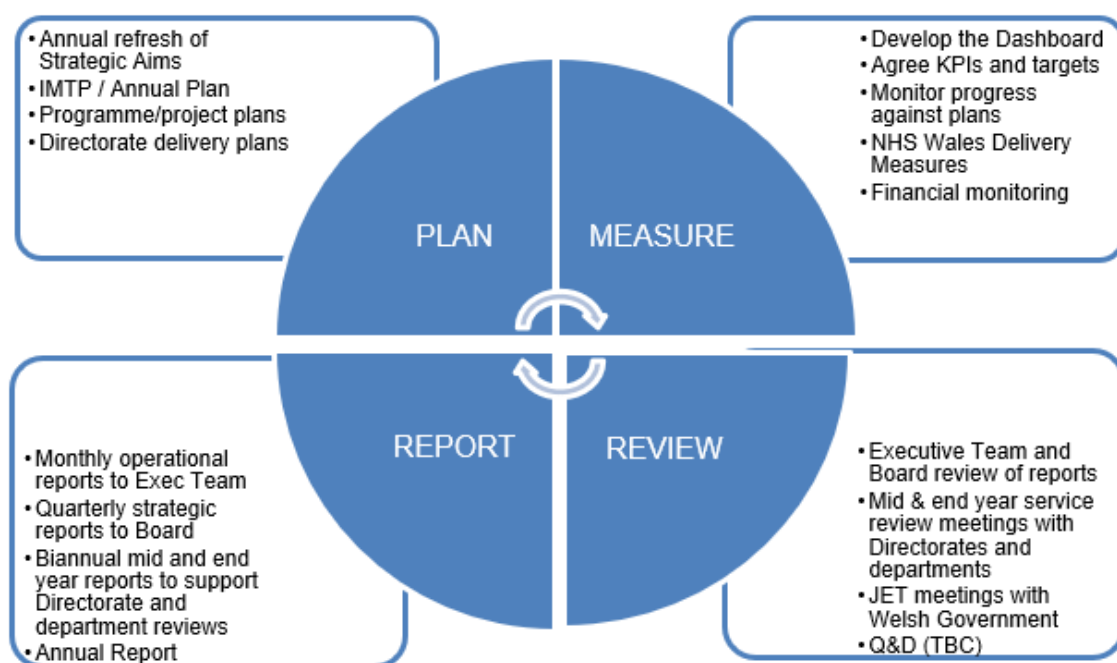 • Annual refresh of
Strategic Aims
• IMTP / Annual Plan
• Programme/project plans
• Directorate delivery plans
• Develop the Dashboard
• Agree KPIs and targets
• Monitor progress
against plans
• NHS Wales Delivery
Measures
• Financial monitoring
PLAN
MEASURE
REPORT
REVIEW
• Monthly operational
reports to Exec Team
• Quarterly strategic
reports to Board
• Biannual mid and end
year reports to support
Directorate and
department reviews
• Annual Report
• Executive Team and
Board review of reports
• Mid & end year service
review meetings with
Directorates and
departments
• JET meetings with
Welsh Government
• Q&D (TBC)